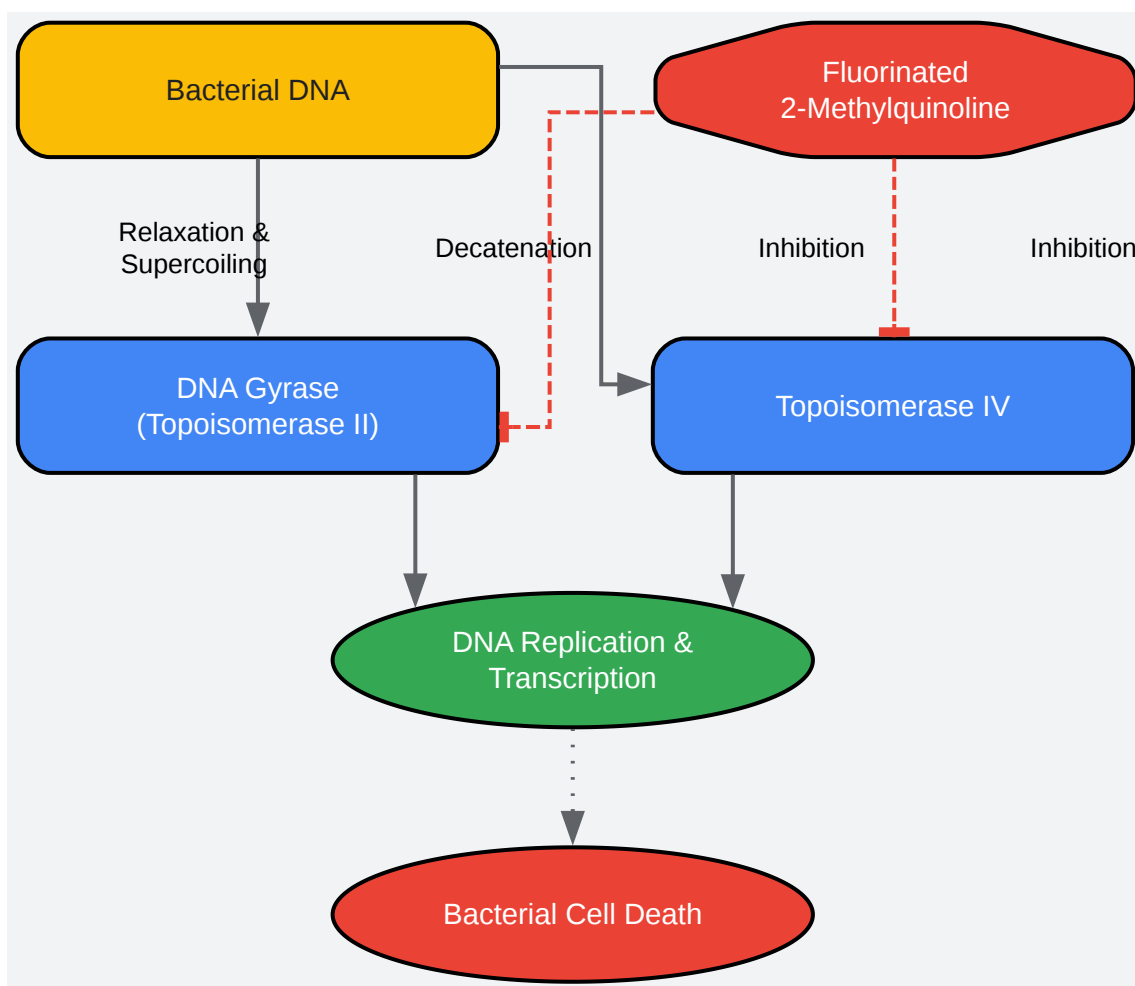 Bacterial DNA
Fluorinated
2-Methylquinoline
Relaxation &
Supercoiling
Decatenation
Inhibition
Inhibition
DNA Gyrase
(Topoisomerase II)
Topoisomerase IV
DNA Replication &
Transcription
Bacterial Cell Death